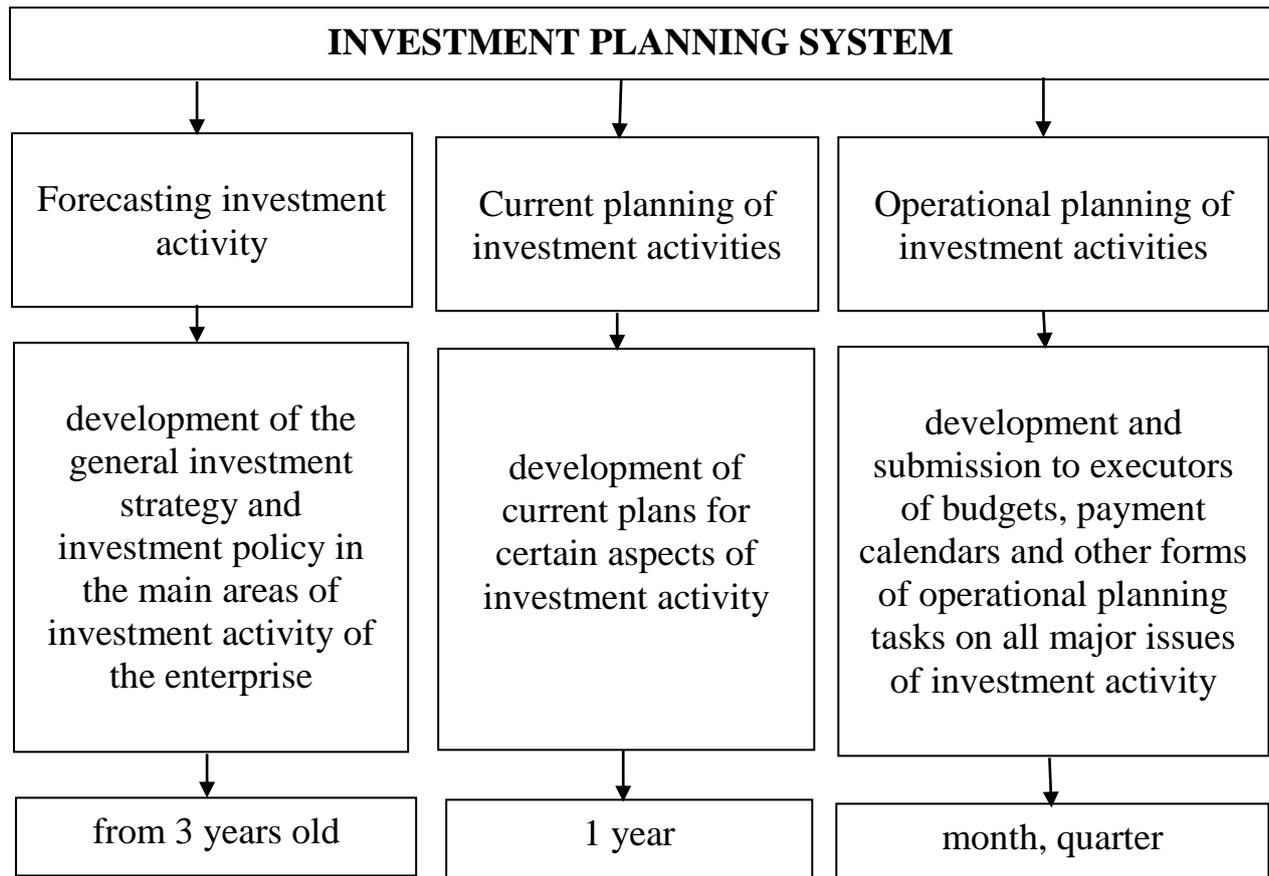 INVESTMENT PLANNING SYSTEM
Forecasting investment
activity
Current planning of
investment activities
Operational planning of
investment activities
development of the
general investment
strategy and
investment policy in
the main areas of
investment activity of
the enterprise
development of
current plans for
certain aspects of
investment activity
development and
submission to executors
of budgets, payment
calendars and other forms
of operational planning
tasks on all major issues
of investment activity
from 3 years old
1 year
month, quarter